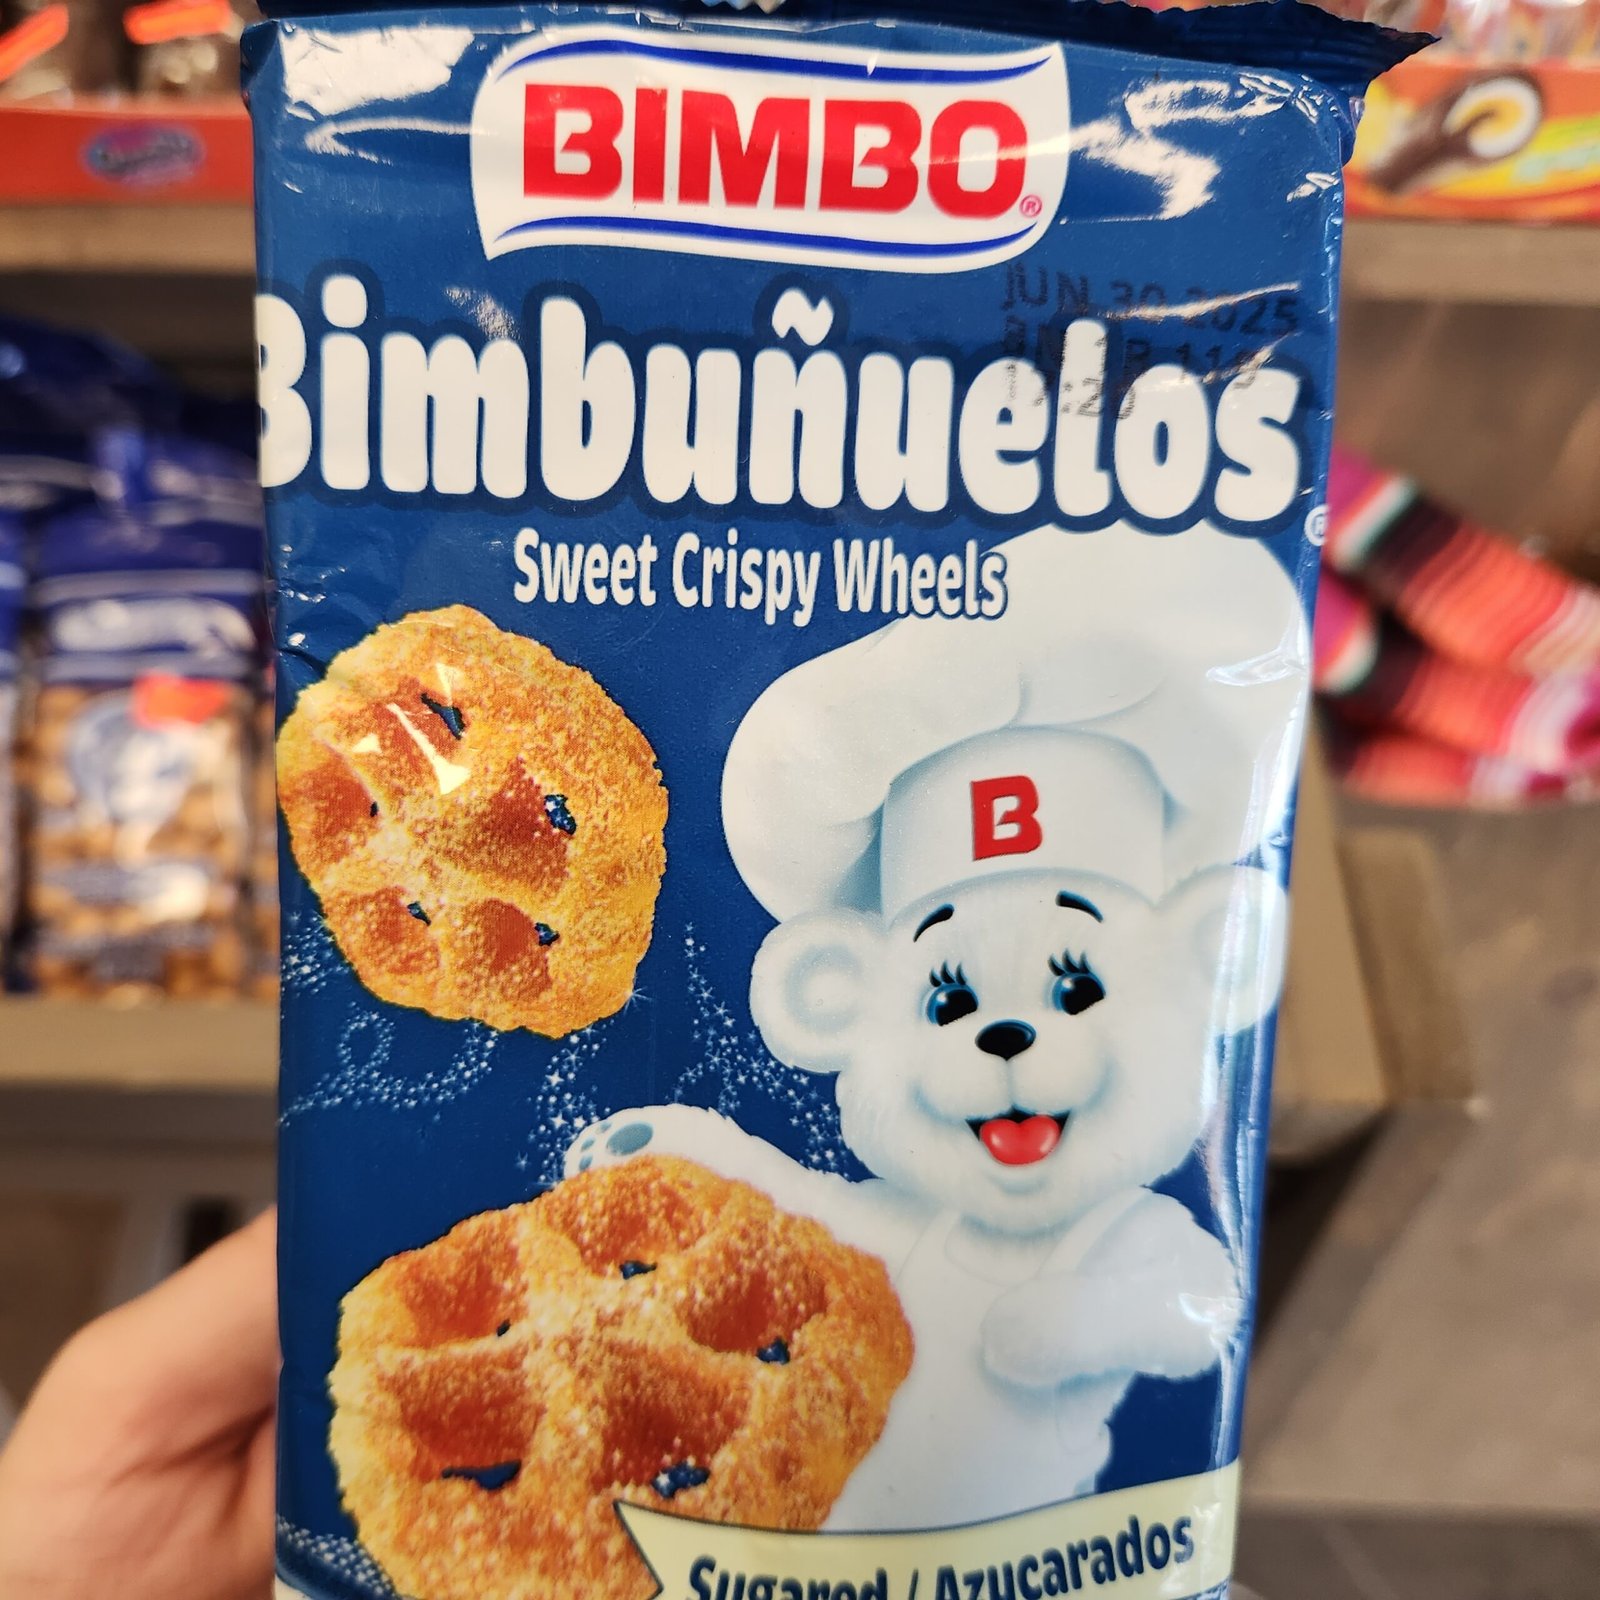 BIMBO®
JUN 30 2025
Bimbuñuelos®
Sweet Crispy Wheels
B
Sugared / Azucarados